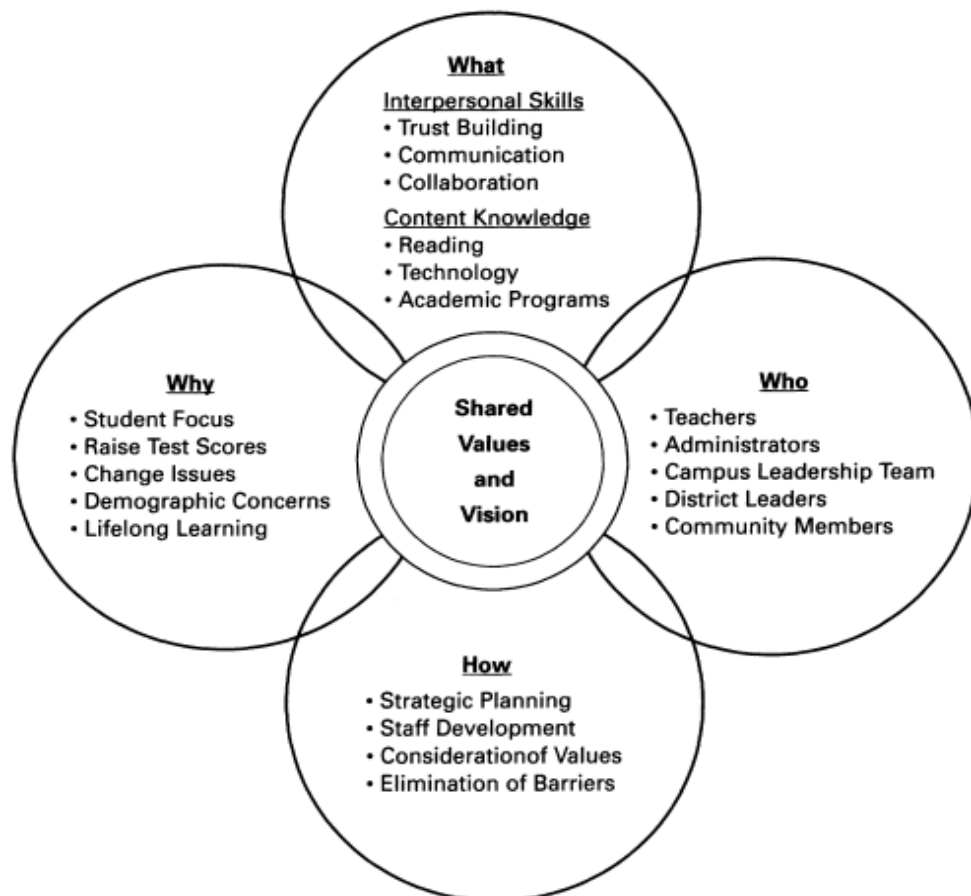 What
Interpersonal Skills
• Trust Building
• Communication
• Collaboration
Content Knowledge
• Reading
• Technology
• Academic Programs
Why
• Student Focus
• Raise Test Scores
• Change Issues
• Demographic Concerns
• Lifelong Learning
Shared
Values
and
Vision
Who
• Teachers
• Administrators
• Campus Leadership Team
• District Leaders
• Community Members
How
• Strategic Planning
• Staff Development
• Considerationof Values
• Elimination of Barriers